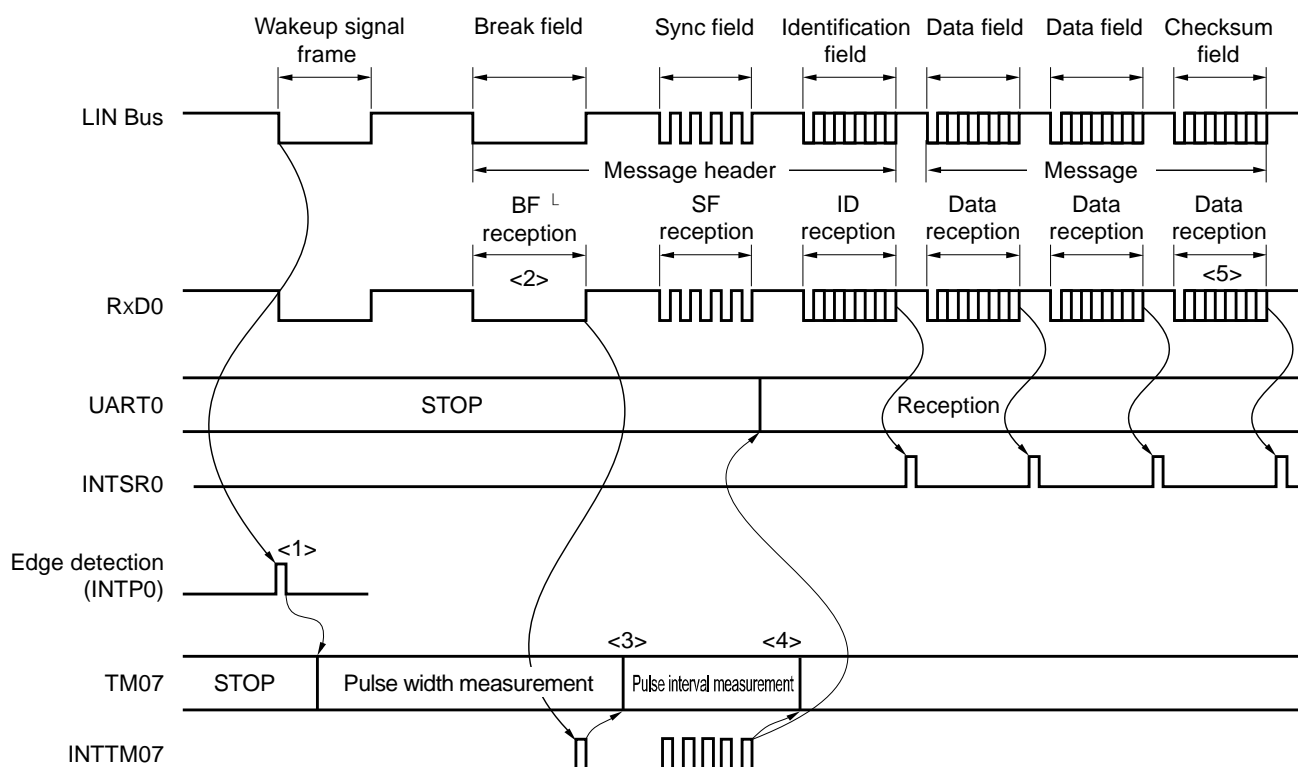 Wakeup signal frame
Break field
Sync field
Identification field
Data field
Data field
Checksum field
LIN Bus
Message header
Message
BF reception
SF reception
ID reception
Data reception
Data reception
Data reception
<2>
<5>
RxD0
UART0
STOP
Reception
INTSR0
Edge detection (INTP0)
<1>
<3>
<4>
TM07
STOP
Pulse width measurement
Pulse interval measurement
INTTM07